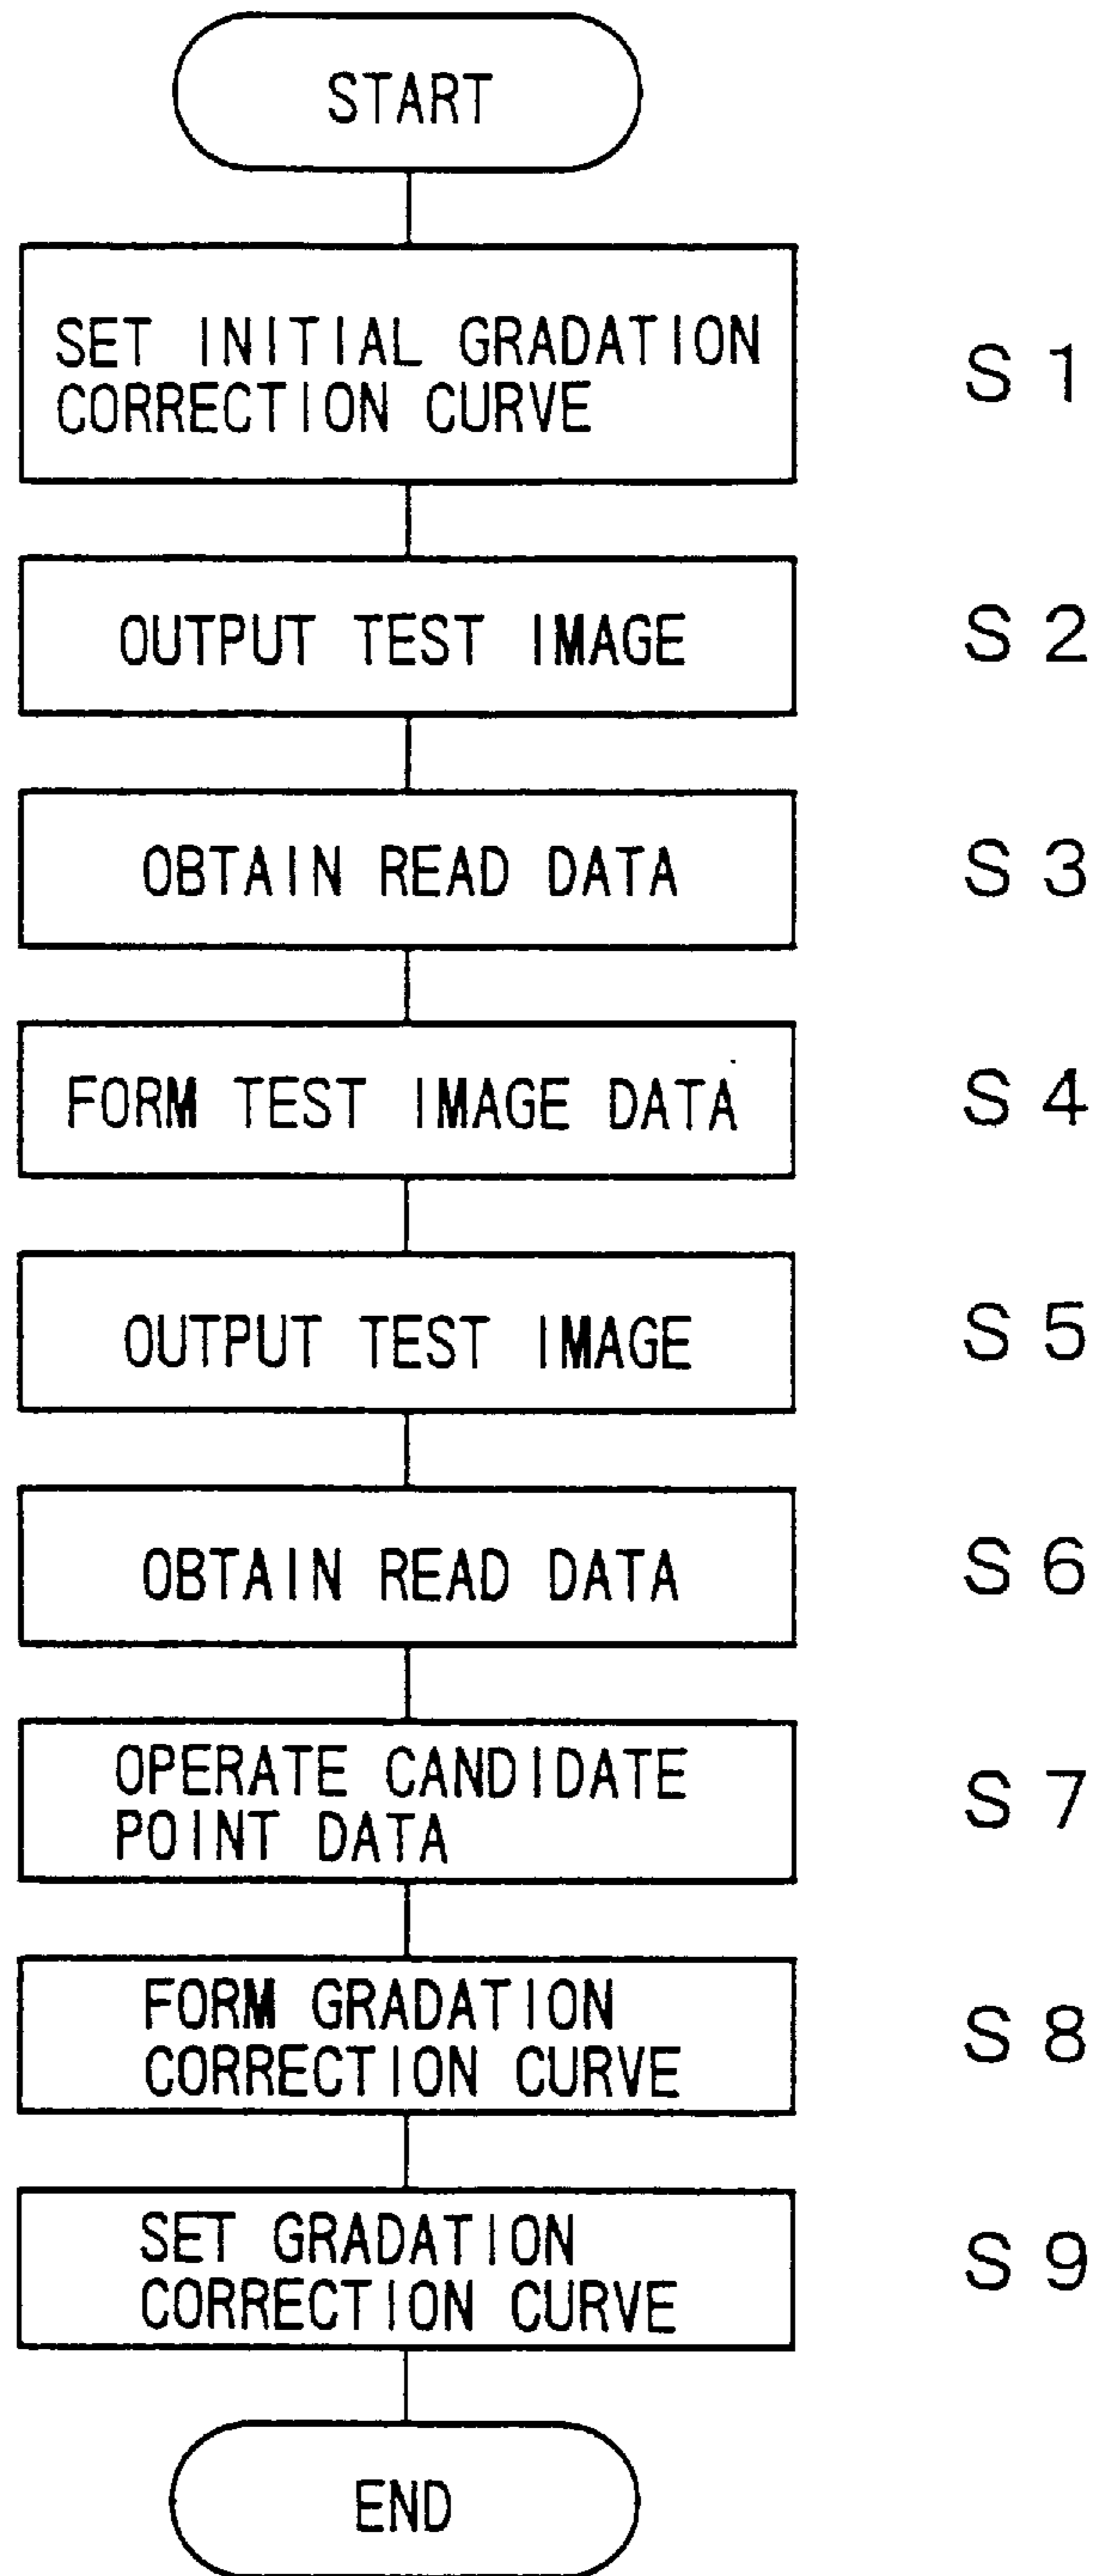 START
SET INITIAL GRADATION
CORRECTION CURVE
S 1
OUTPUT TEST IMAGE
S 2
OBTAIN READ DATA
S 3
FORM TEST IMAGE DATA
S 4
OUTPUT TEST IMAGE
S 5
OBTAIN READ DATA
S 6
OPERATE CANDIDATE
POINT DATA
S 7
FORM GRADATION
CORRECTION CURVE
S 8
SET GRADATION
CORRECTION CURVE
S 9
END